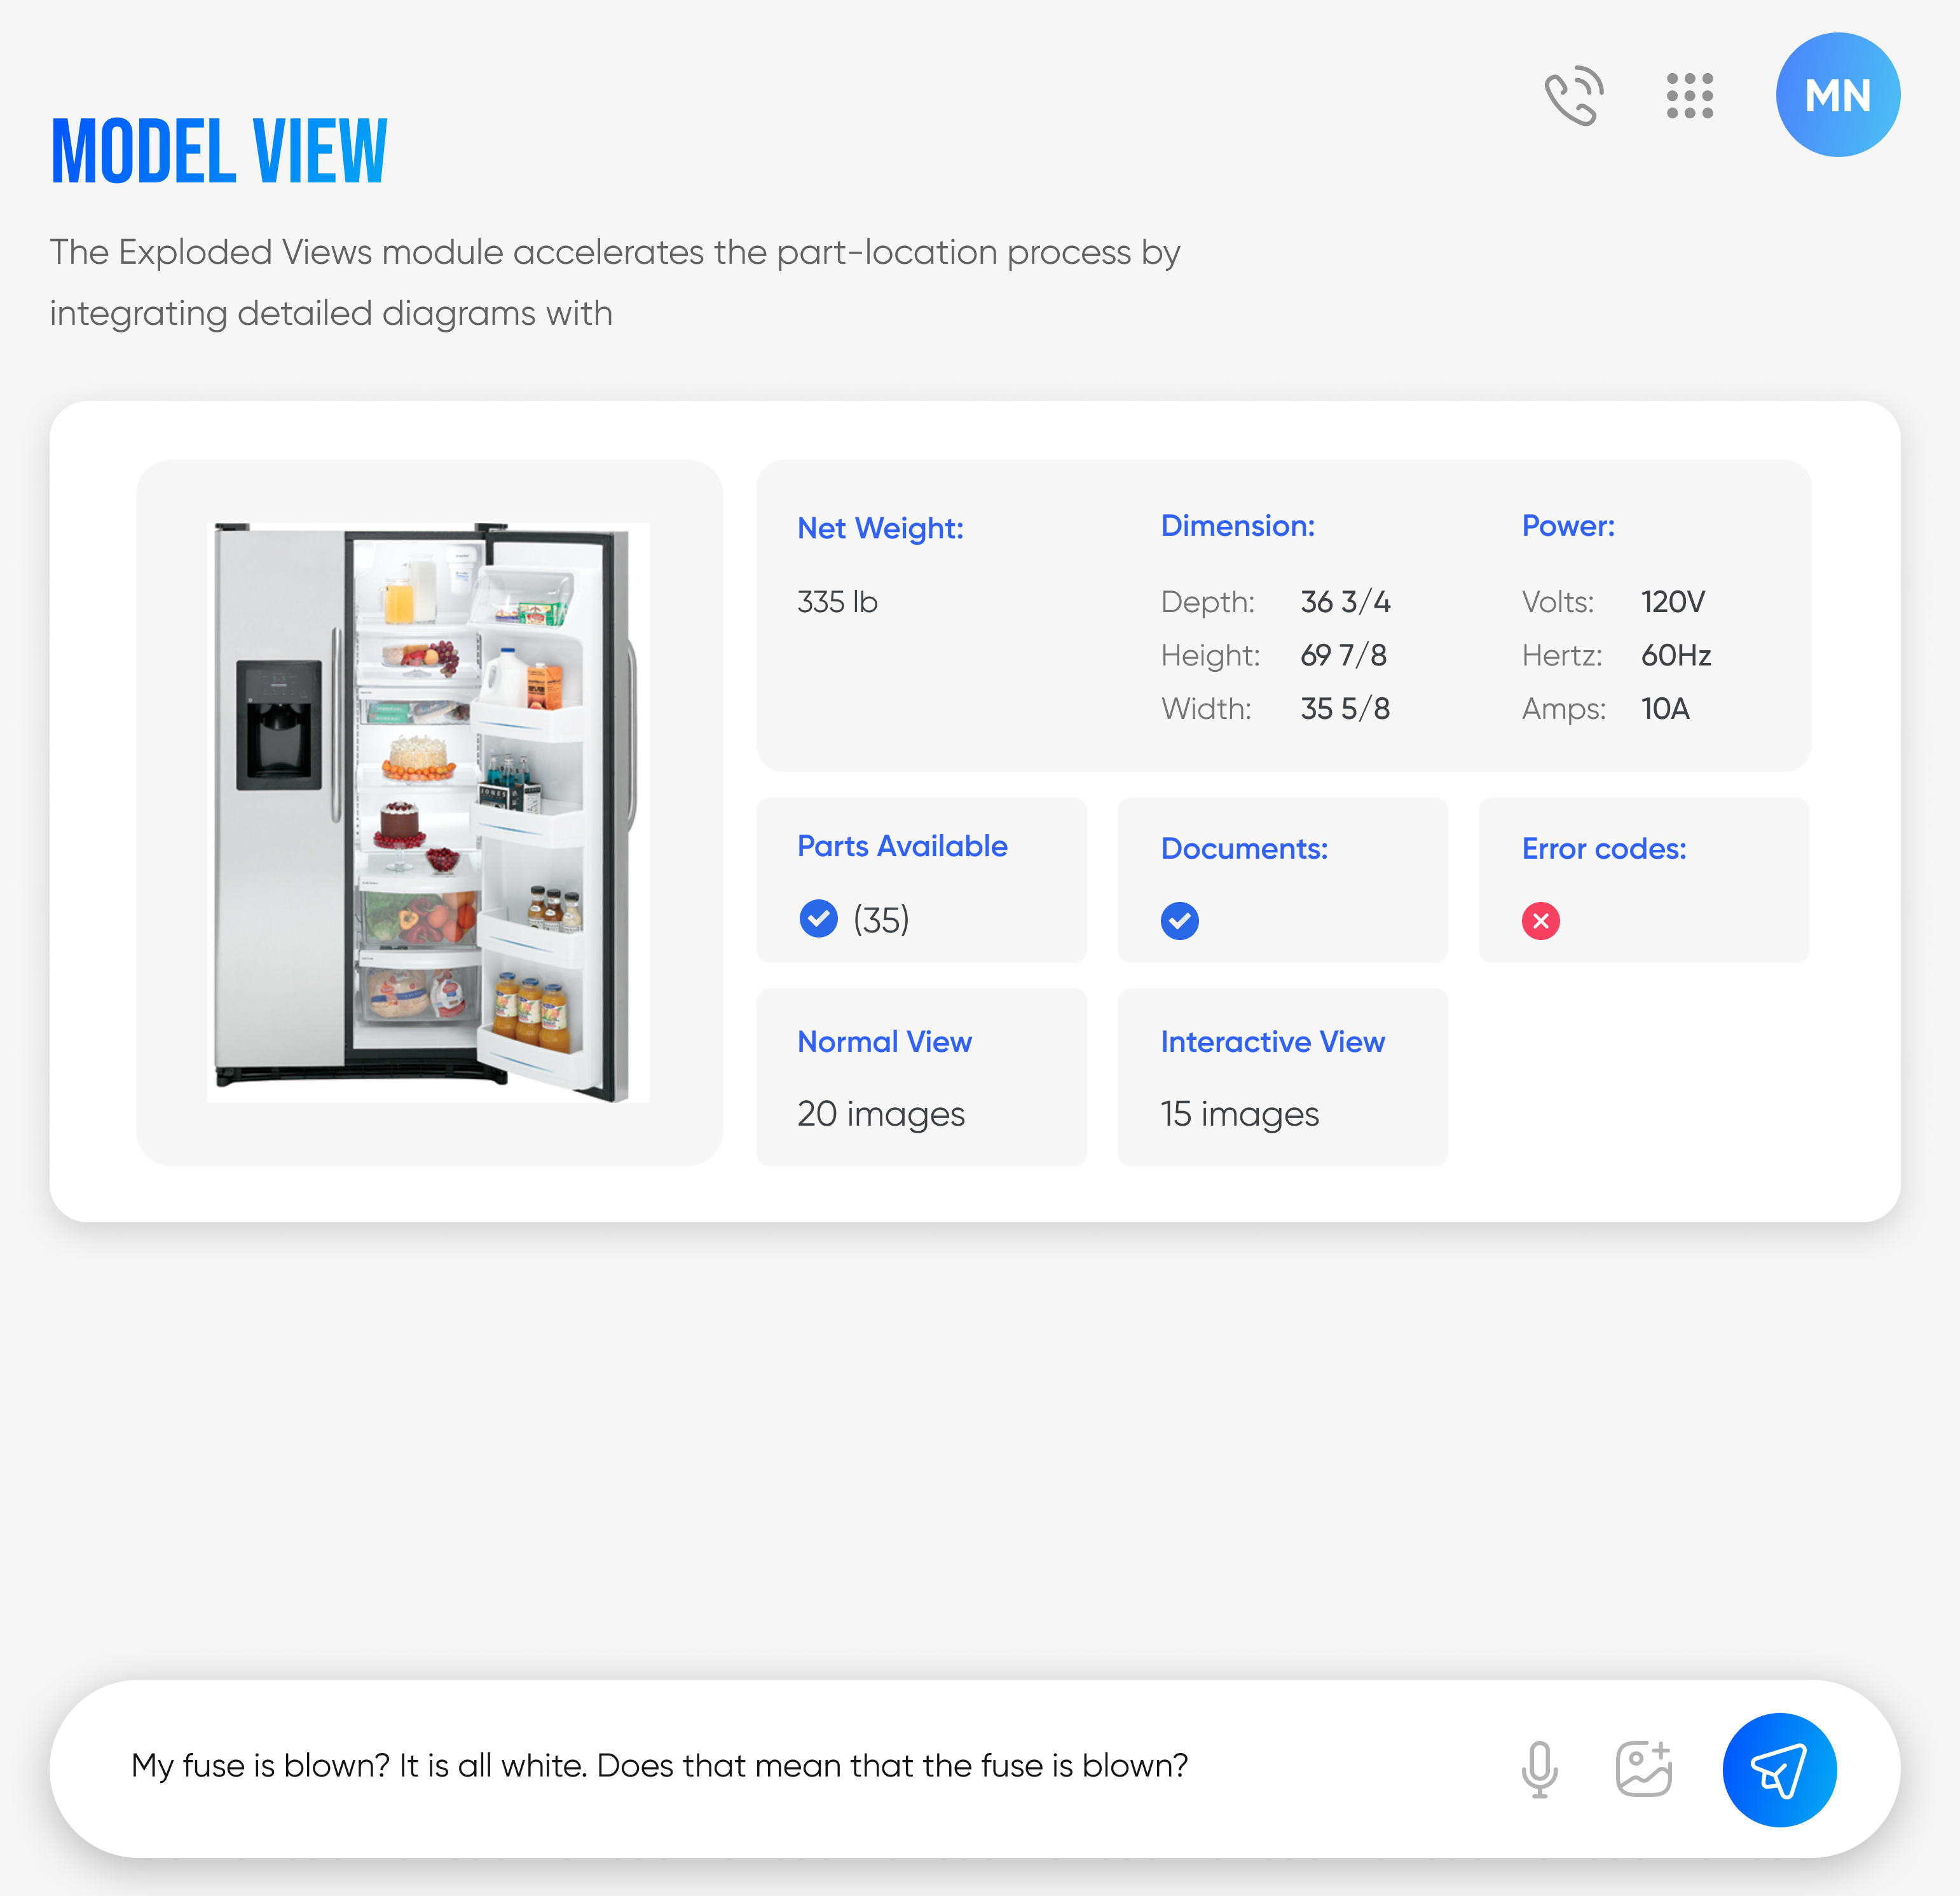 MN
MODEL VIEW
The Exploded Views module accelerates the part-location process by
integrating detailed diagrams with
Net Weight:
335 lb
Dimension:
Depth: 36 3/4
Height: 69 7/8
Width: 35 5/8
Power:
Volts: 120V
Hertz: 60Hz
Amps: 10A
Parts Available
(35)
Documents:
Error codes:
Normal View
20 images
Interactive View
15 images
My fuse is blown? It is all white. Does that mean that the fuse is blown?